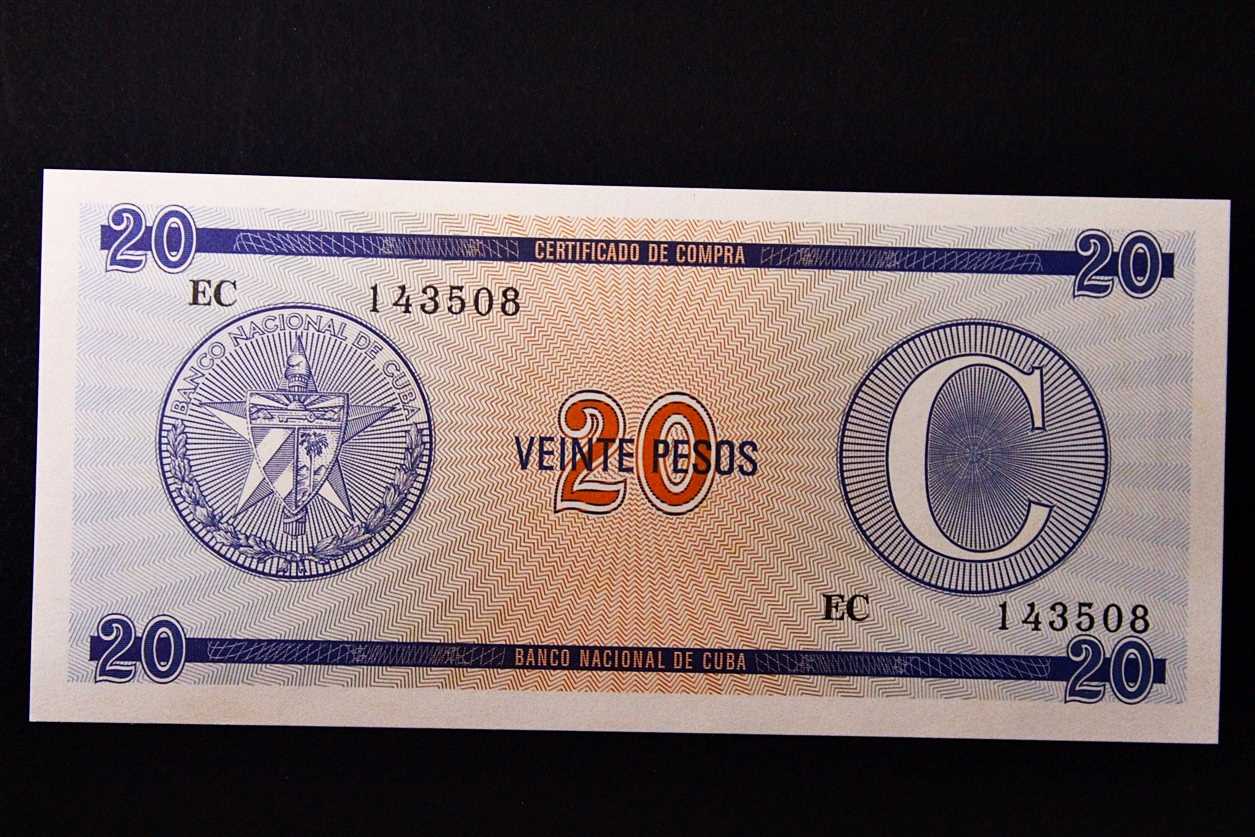 20 CERTIFICADO DE COMPRA 20
EC 143508
BANCO NACIONAL DE CUBA
20
VEINTE PESOS
C
EC 143508
20 BANCO NACIONAL DE CUBA 20